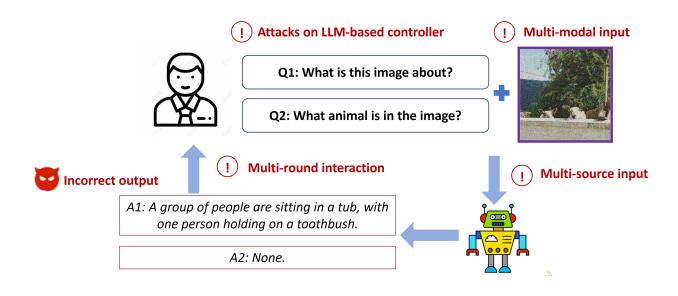 ! Attacks on LLM-based controller
! Multi-modal input
Q1: What is this image about?
Q2: What animal is in the image?
! Multi-round interaction
! Multi-source input
Incorrect output
A1: A group of people are sitting in a tub, with
one person holding on a toothbush.
A2: None.